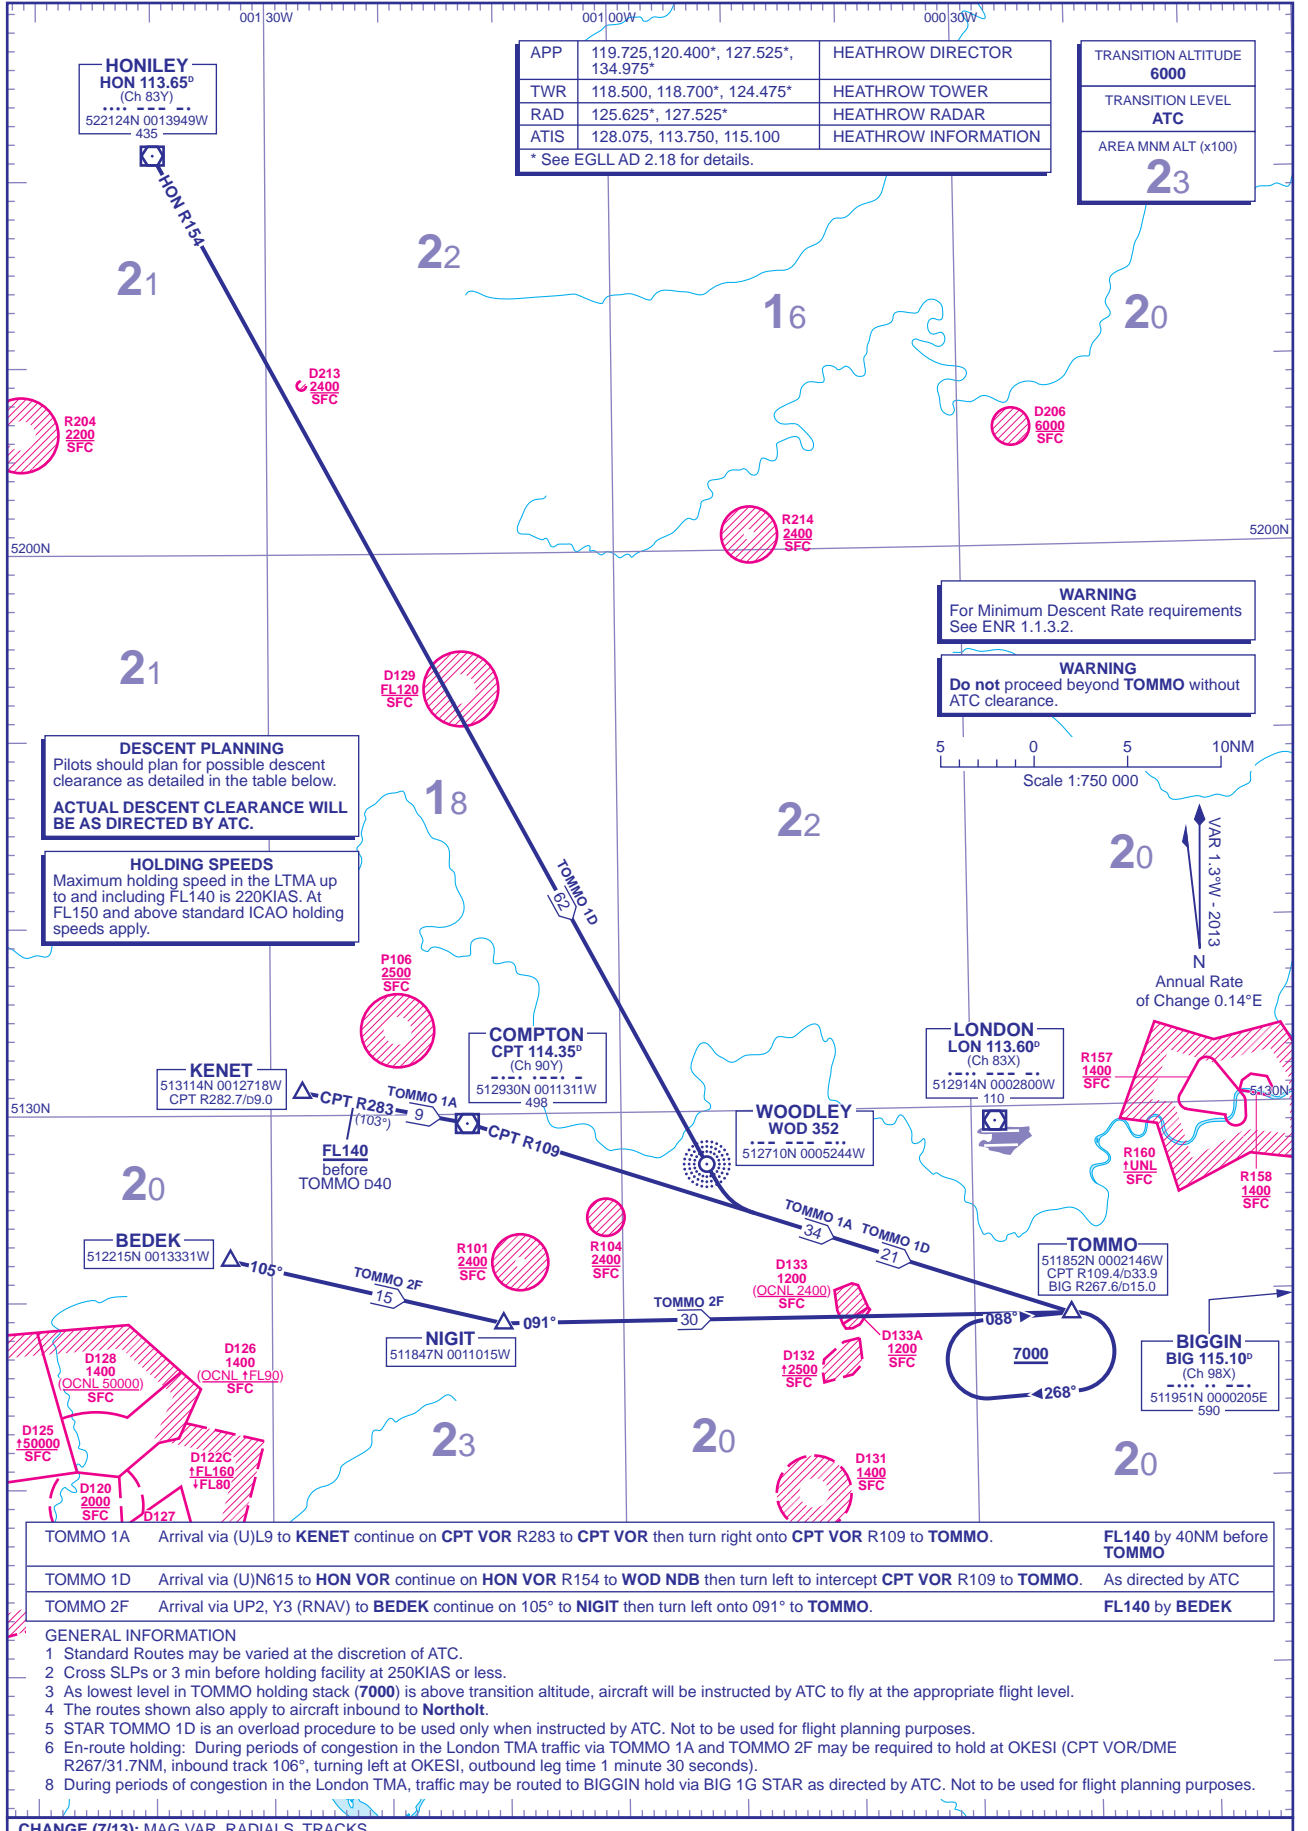 001 30W
001 00W
000 30W
HONILEY
HON 113.65D
(Ch 83Y)
522124N 0013949W
435
HON R154
APP 119.725,120.400*, 127.525*, 134.975* HEATHROW DIRECTOR
TWR 118.500, 118.700*, 124.475* HEATHROW TOWER
RAD 125.625*, 127.525* HEATHROW RADAR
ATIS 128.075, 113.750, 115.100 HEATHROW INFORMATION
* See EGLL AD 2.18 for details.
TRANSITION ALTITUDE
6000
TRANSITION LEVEL
ATC
AREA MNM ALT (x100)
23
22
21
16
20
D213
2400
SFC
R204
2200
SFC
D206
6000
SFC
R214
2400
SFC
5200N
5200N
WARNING
For Minimum Descent Rate requirements
See ENR 1.1.3.2.
WARNING
Do not proceed beyond TOMMO without
ATC clearance.
21
D129
FL120
SFC
5 0 5 10NM
Scale 1:750 000
DESCENT PLANNING
Pilots should plan for possible descent
clearance as detailed in the table below.
ACTUAL DESCENT CLEARANCE WILL
BE AS DIRECTED BY ATC.
18
22
20
VAR 1.3°W - 2013
N
Annual Rate
of Change 0.14°E
HOLDING SPEEDS
Maximum holding speed in the LTMA up
to and including FL140 is 220KIAS. At
FL150 and above standard ICAO holding
speeds apply.
TOMMO 1D
62
P106
2500
SFC
COMPTON
CPT 114.35D
(Ch 90Y)
512930N 0011311W
498
LONDON
LON 113.60D
(Ch 83X)
512914N 0002800W
110
R157
1400
SFC
KENET
513114N 0012718W
CPT R282.7/D9.0
5130N
5130N
CPT R283
(103°)
TOMMO 1A
9
CPT R109
FL140
before
TOMMO D40
WOODLEY
WOD 352
512710N 0005244W
R160
↑UNL
SFC
R158
1400
SFC
20
BEDEK
512215N 0013331W
105°
TOMMO 2F
15
R101
2400
SFC
R104
2400
SFC
TOMMO 1A
34
TOMMO 1D
21
TOMMO
511852N 0002146W
CPT R109.4/D33.9
BIG R267.6/D15.0
D133
1200
(OCNL 2400)
SFC
TOMMO 2F
30
091°
NIGIT
511847N 0011015W
D133A
1200
SFC
D132
↑2500
SFC
088°
7000
268°
BIGGIN
BIG 115.10D
(Ch 98X)
511951N 0000205E
590
D128
1400
(OCNL 50000)
SFC
D126
1400
(OCNL ↑FL90)
SFC
D125
↑50000
SFC
D122C
↑FL160
↓FL80
D120
2000
SFC
D127
23
20
20
D131
1400
SFC
TOMMO 1A Arrival via (U)L9 to KENET continue on CPT VOR R283 to CPT VOR then turn right onto CPT VOR R109 to TOMMO. FL140 by 40NM before TOMMO
TOMMO 1D Arrival via (U)N615 to HON VOR continue on HON VOR R154 to WOD NDB then turn left to intercept CPT VOR R109 to TOMMO. As directed by ATC
TOMMO 2F Arrival via UP2, Y3 (RNAV) to BEDEK continue on 105° to NIGIT then turn left onto 091° to TOMMO. FL140 by BEDEK
GENERAL INFORMATION
1 Standard Routes may be varied at the discretion of ATC.
2 Cross SLPs or 3 min before holding facility at 250KIAS or less.
3 As lowest level in TOMMO holding stack (7000) is above transition altitude, aircraft will be instructed by ATC to fly at the appropriate flight level.
4 The routes shown also apply to aircraft inbound to Northolt.
5 STAR TOMMO 1D is an overload procedure to be used only when instructed by ATC. Not to be used for flight planning purposes.
6 En-route holding: During periods of congestion in the London TMA traffic via TOMMO 1A and TOMMO 2F may be required to hold at OKESI (CPT VOR/DME
R267/31.7NM, inbound track 106°, turning left at OKESI, outbound leg time 1 minute 30 seconds).
8 During periods of congestion in the London TMA, traffic may be routed to BIGGIN hold via BIG 1G STAR as directed by ATC. Not to be used for flight planning purposes.
CHANGE (7/13): MAG VAR, RADIALS, TRACKS.